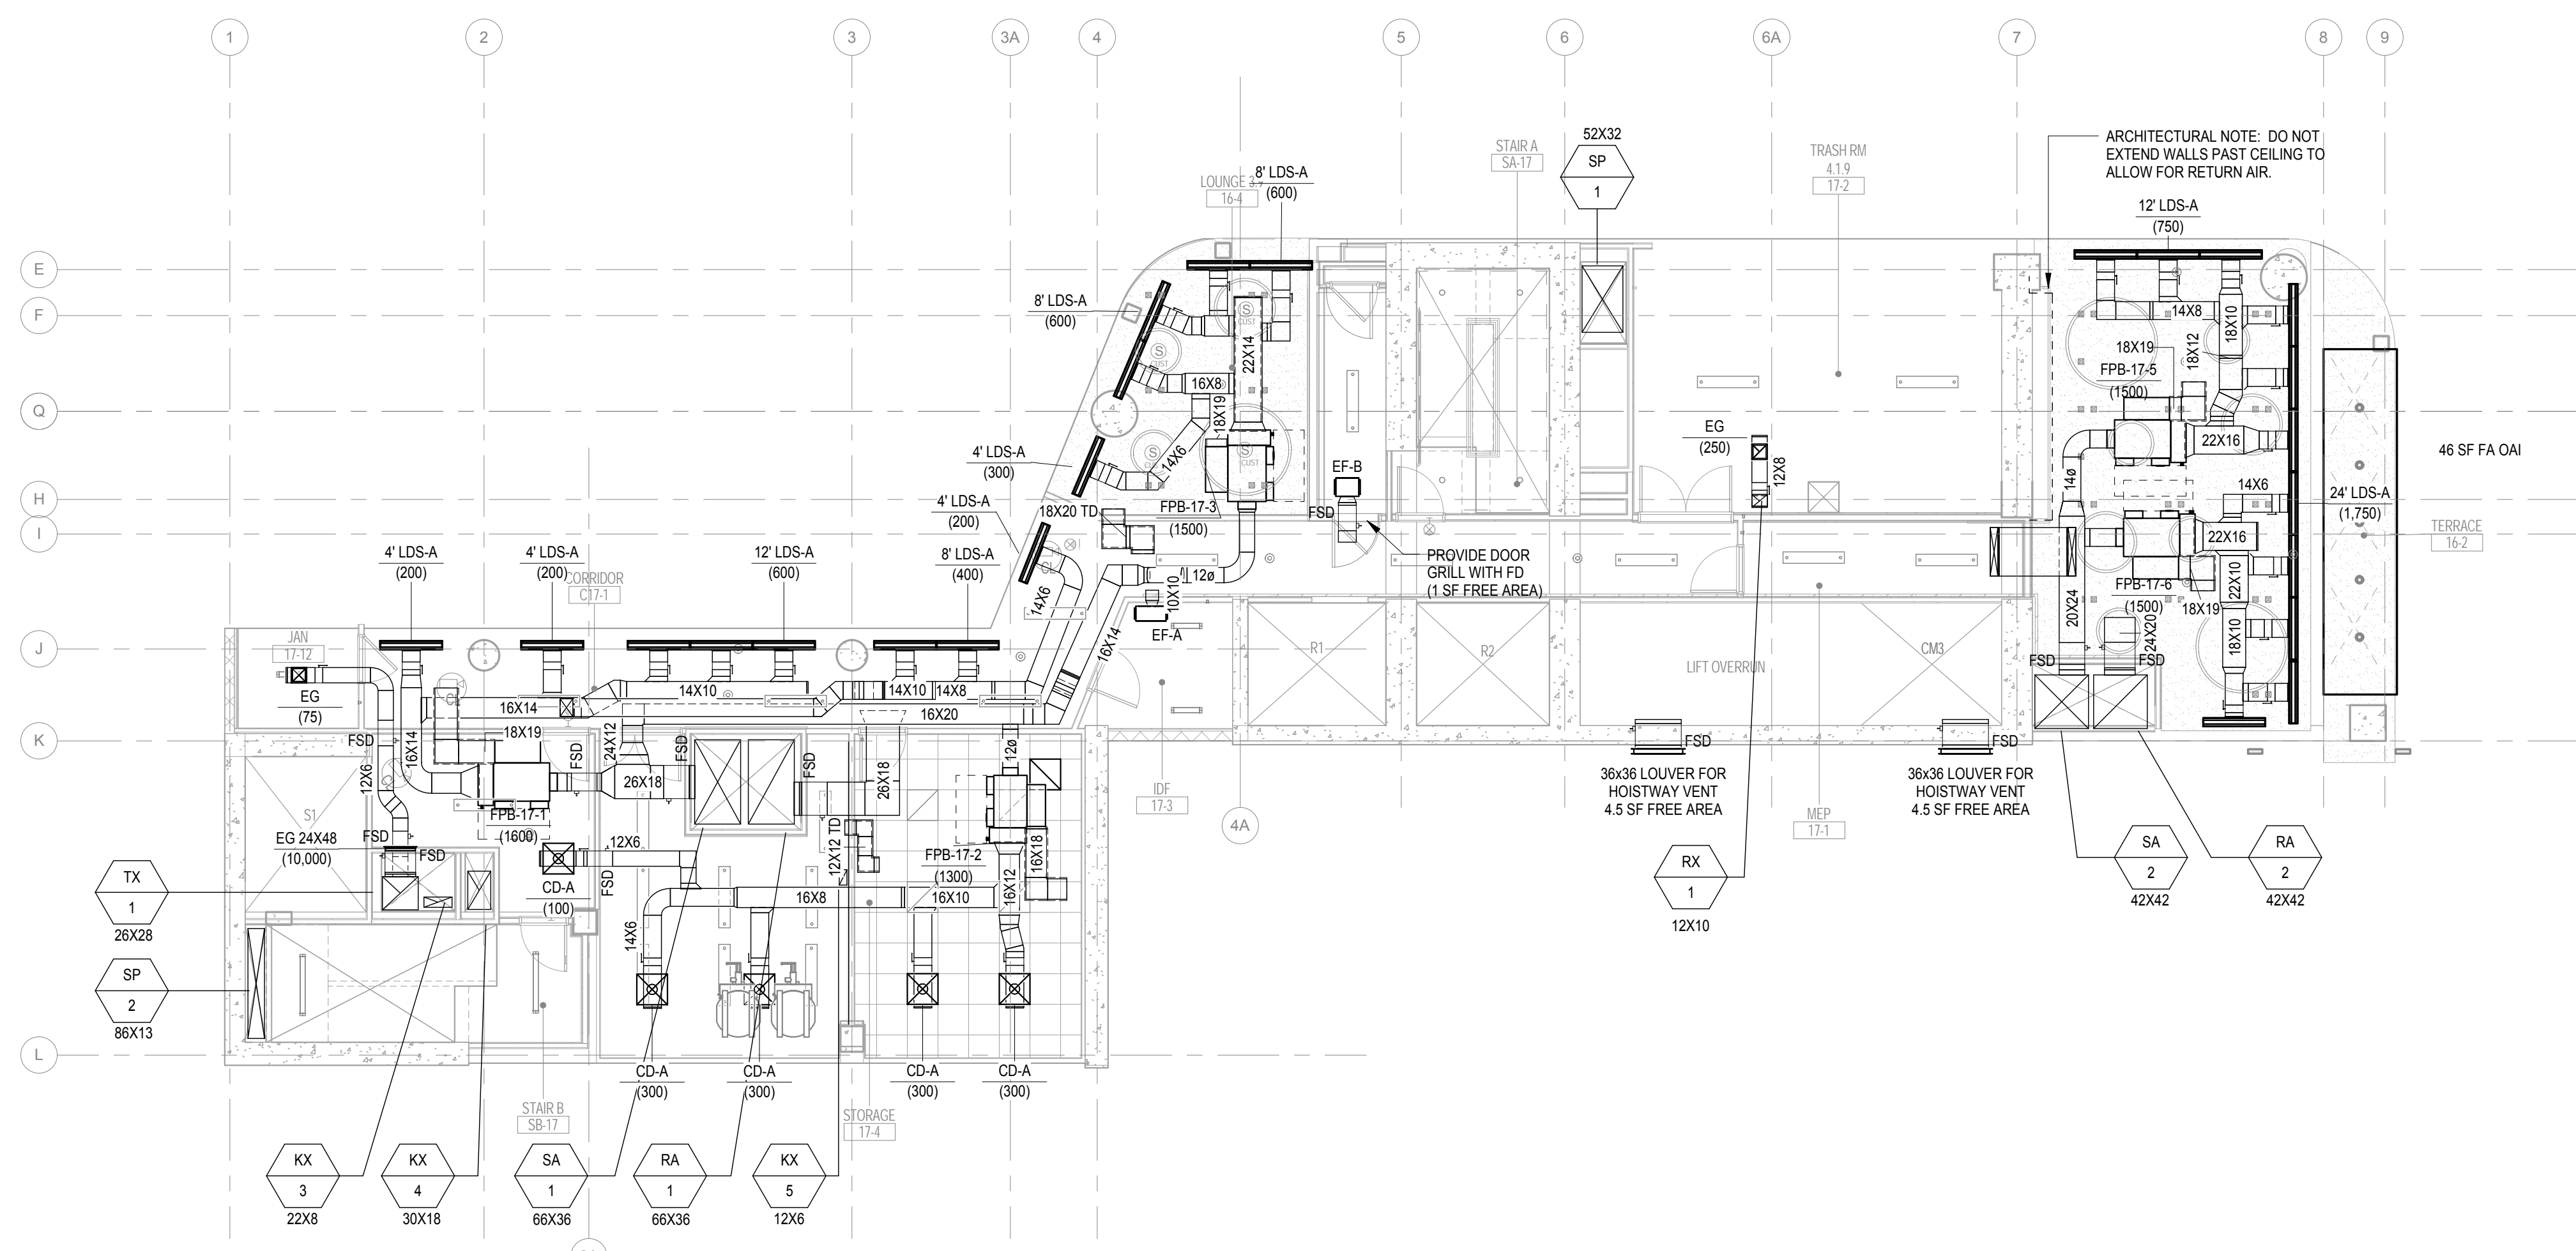 1
2
3
3A
4
5
6
6A
7
8
9
E
F
Q
H
I
J
K
L
4A
52X32
SP
1
STAIR A
SA-17
TRASH RM
4.1.9
17-2
LOUNGE 3.
16-4
8' LDS-A
(600)
ARCHITECTURAL NOTE: DO NOT
EXTEND WALLS PAST CEILING TO
ALLOW FOR RETURN AIR.
12' LDS-A
(750)
8' LDS-A
(600)
S
CUST
S
CUST
22X14
16X8
18X19
S
S
CUST
14X6
4' LDS-A
(300)
4' LDS-A
(200)
18X20 TD
FPB-17-3
(1500)
EF-B
FSD
PROVIDE DOOR
GRILL WITH FD
(1 SF FREE AREA)
EG
(250)
12X8
14X8
18X10
18X19
18X12
FPB-17-5
(1500)
22X16
14ø
14X6
22X16
24' LDS-A
(1,750)
46 SF FA OAI
TERRACE
16-2
FPB-17-6
(1500)
18X19
22X10
18X10
20X24
24X20
FSD
FSD
4' LDS-A
(200)
4' LDS-A
(200)
CORRIDOR
C17-1
12' LDS-A
(600)
8' LDS-A
(400)
14X6
12ø
10X10
EF-A
16X14
JAN
17-12
EG
(75)
16X14
14X10
14X10
14X8
16X20
R1
R2
LIFT OVERRUN
CM3
18X19
FSD
16X14
12X6
FSD
24X12
FSD
26X18
FSD
26X18
12ø
FSD
FSD
36x36 LOUVER FOR
HOISTWAY VENT
4.5 SF FREE AREA
36x36 LOUVER FOR
HOISTWAY VENT
4.5 SF FREE AREA
IDF
17-3
MEP
17-1
S1
FPB-17-1
(1600)
EG 24X48
(10,000)
FSD
FSD
12X6
FSD
CD-A
(100)
12X12 TD
FPB-17-2
(1300)
16X18
16X12
16X8
16X10
14X6
TX
1
26X28
SP
2
86X13
RX
1
12X10
SA
2
42X42
RA
2
42X42
CD-A
(300)
CD-A
(300)
CD-A
(300)
CD-A
(300)
STAIR B
SB-17
STORAGE
17-4
KX
3
22X8
KX
4
30X18
SA
1
66X36
RA
1
66X36
KX
5
12X6